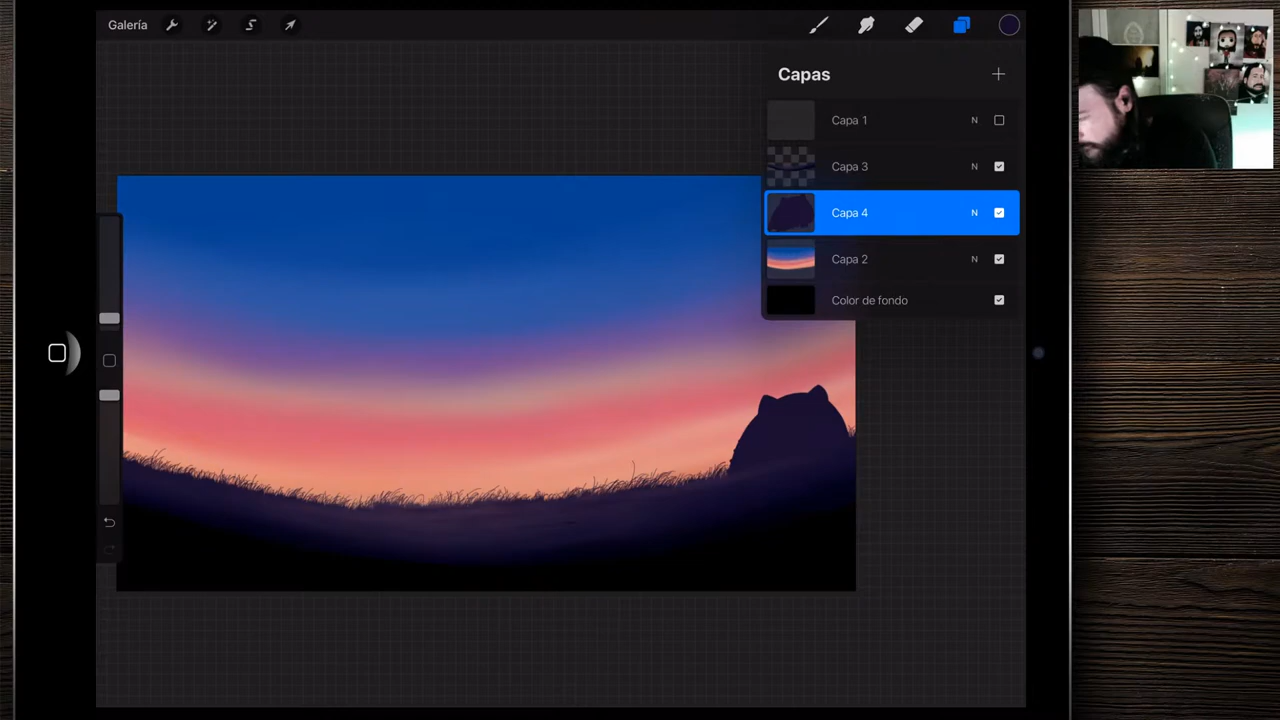 Galería
Capas
Capa 1 N
Capa 3 N
Capa 4 N
Capa 2 N
Color de fondo